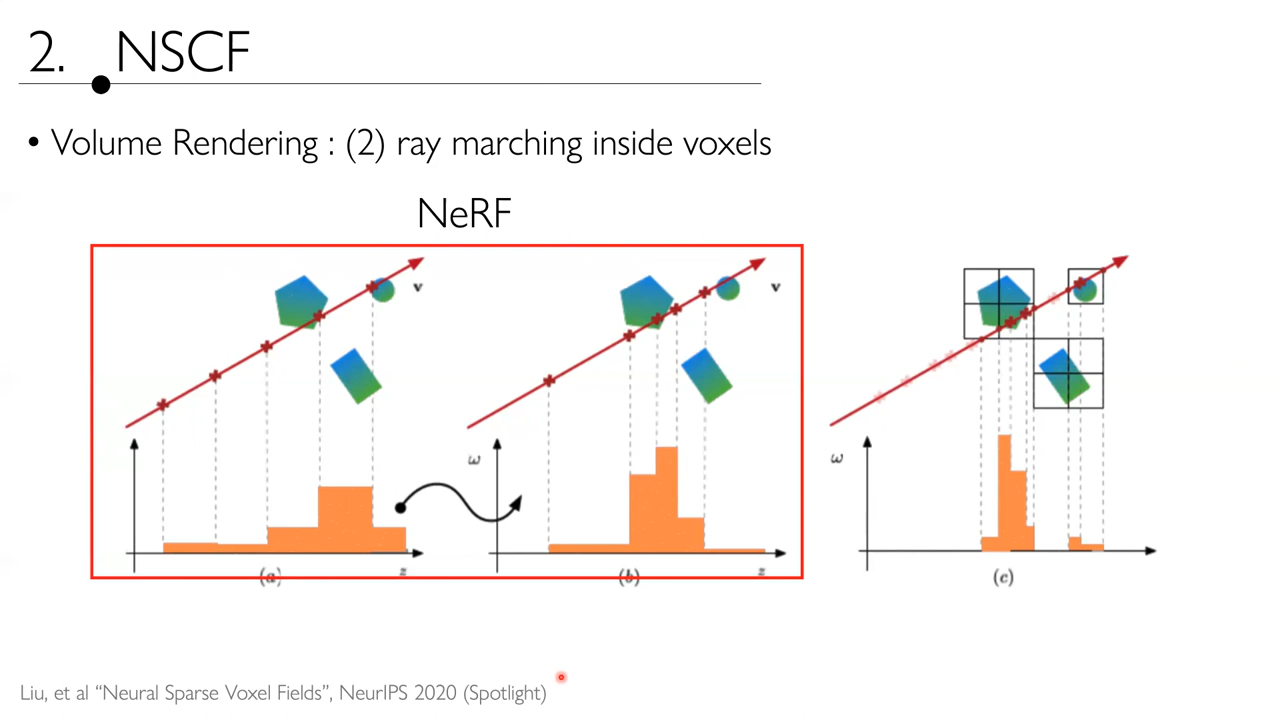 2. NSCF
• Volume Rendering : (2) ray marching inside voxels
NeRF
v
v
ω
ω
z
z
(a)
(b)
(c)
Liu, et al “Neural Sparse Voxel Fields”, NeurIPS 2020 (Spotlight)